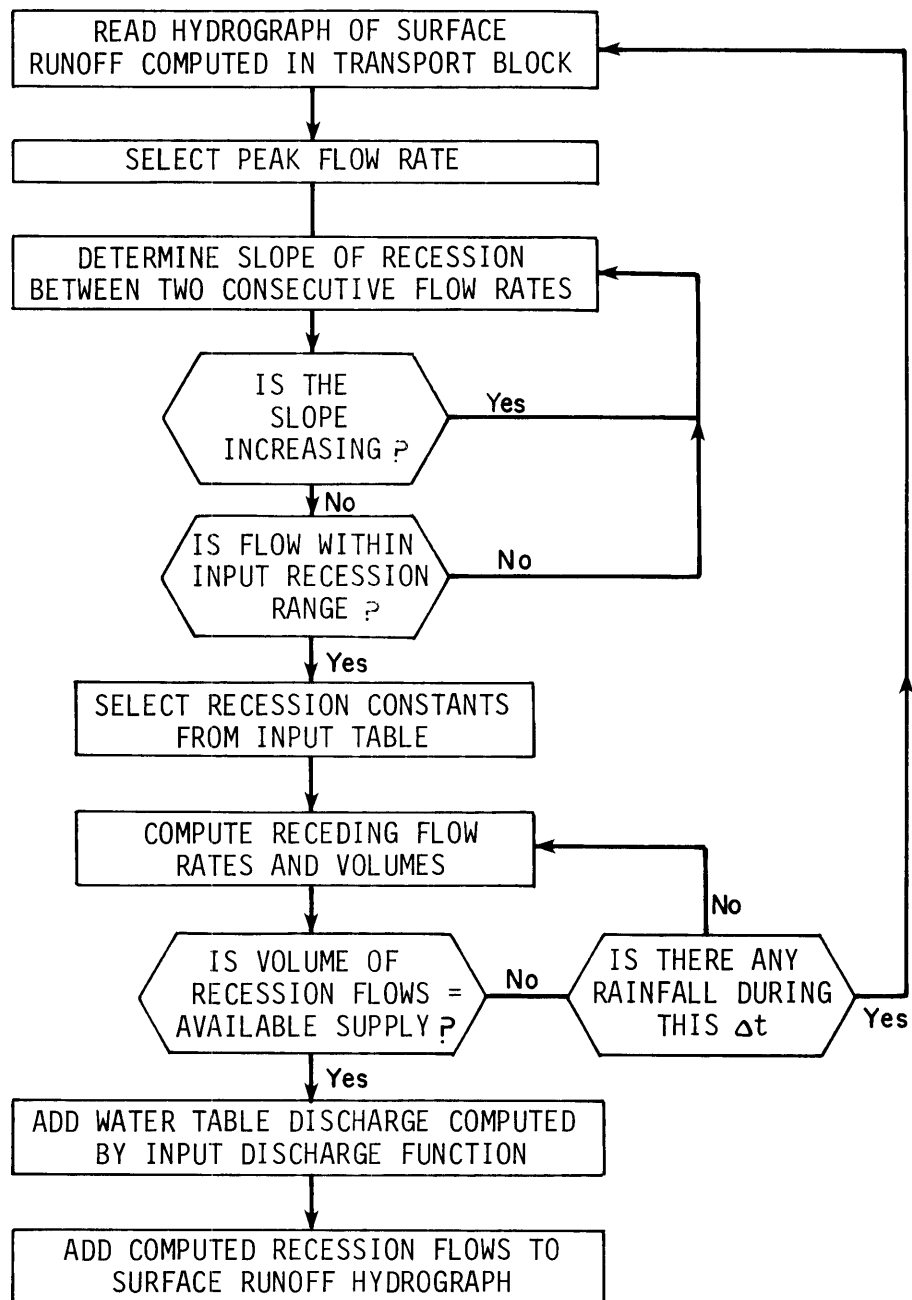 READ HYDROGRAPH OF SURFACE
RUNOFF COMPUTED IN TRANSPORT BLOCK
SELECT PEAK FLOW RATE
DETERMINE SLOPE OF RECESSION
BETWEEN TWO CONSECUTIVE FLOW RATES
IS THE
SLOPE
INCREASING ?
Yes
No
IS FLOW WITHIN
INPUT RECESSION
RANGE ?
No
Yes
SELECT RECESSION CONSTANTS
FROM INPUT TABLE
COMPUTE RECEDING FLOW
RATES AND VOLUMES
No
IS VOLUME OF
RECESSION FLOWS =
AVAILABLE SUPPLY ?
No
IS THERE ANY
RAINFALL DURING
THIS Δt
Yes
Yes
ADD WATER TABLE DISCHARGE COMPUTED
BY INPUT DISCHARGE FUNCTION
ADD COMPUTED RECESSION FLOWS TO
SURFACE RUNOFF HYDROGRAPH